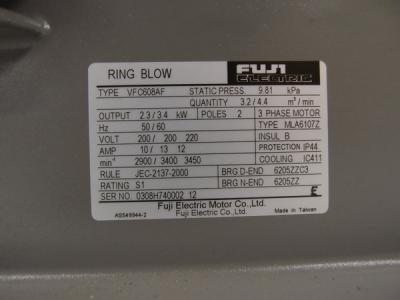 RING BLOW FUJI ELECTRIC
TYPE VFC608AF STATIC PRESS. 9.81 kPa
QUANTITY 3.2/4.4 m³/min
OUTPUT 2.3/3.4 kW POLES 2 3 PHASE MOTOR
Hz 50/60 TYPE MLA6107Z
VOLT 200/200 220 INSUL B
AMP 10/13 12 PROTECTION IP44
min⁻¹ 2900/3400 3450 COOLING IC411
RULE JEC-2137-2000 BRG D-END 6205ZZC3
RATING S1 BRG N-END 6205ZZ
SER NO 0308H740002 12 E
Fuji Electric Motor Co.,Ltd.
Fuji Electric Co.,Ltd.
AS549944-2 Made in Taiwan